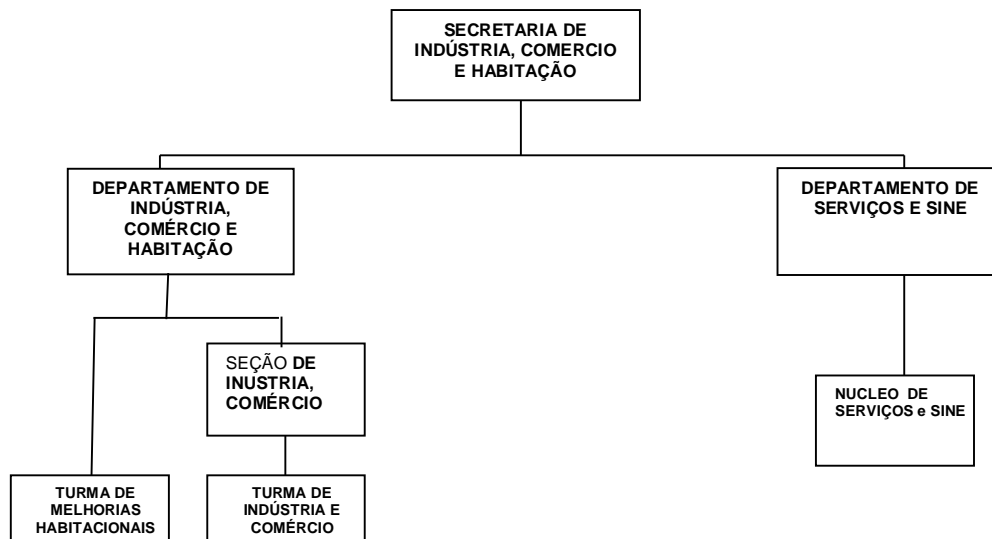 SECRETARIA DE
INDÚSTRIA, COMERCIO
E HABITAÇÃO
DEPARTAMENTO DE
INDÚSTRIA,
COMÉRCIO E
HABITAÇÃO
DEPARTAMENTO DE
SERVIÇOS E SINE
SEÇÃO DE
INUSTRIA,
COMÉRCIO
NUCLEO DE
SERVIÇOS e SINE
TURMA DE
MELHORIAS
HABITACIONAIS
TURMA DE
INDÚSTRIA E
COMÉRCIO